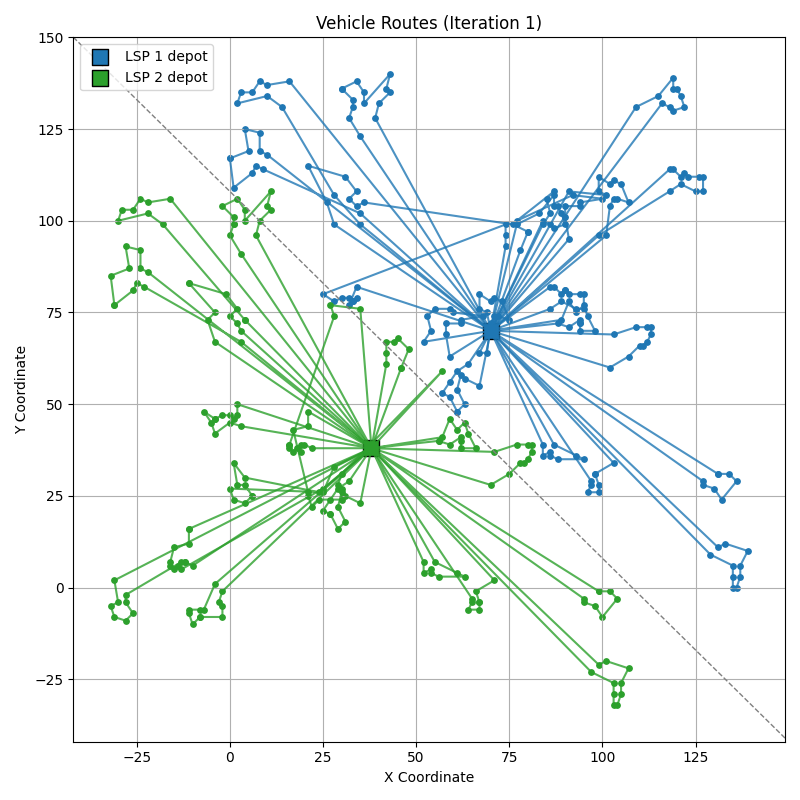 Vehicle Routes (Iteration 1)
LSP 1 depot
LSP 2 depot
150
125
100
75
50
25
0
−25
Y Coordinate
−25 0 25 50 75 100 125
X Coordinate